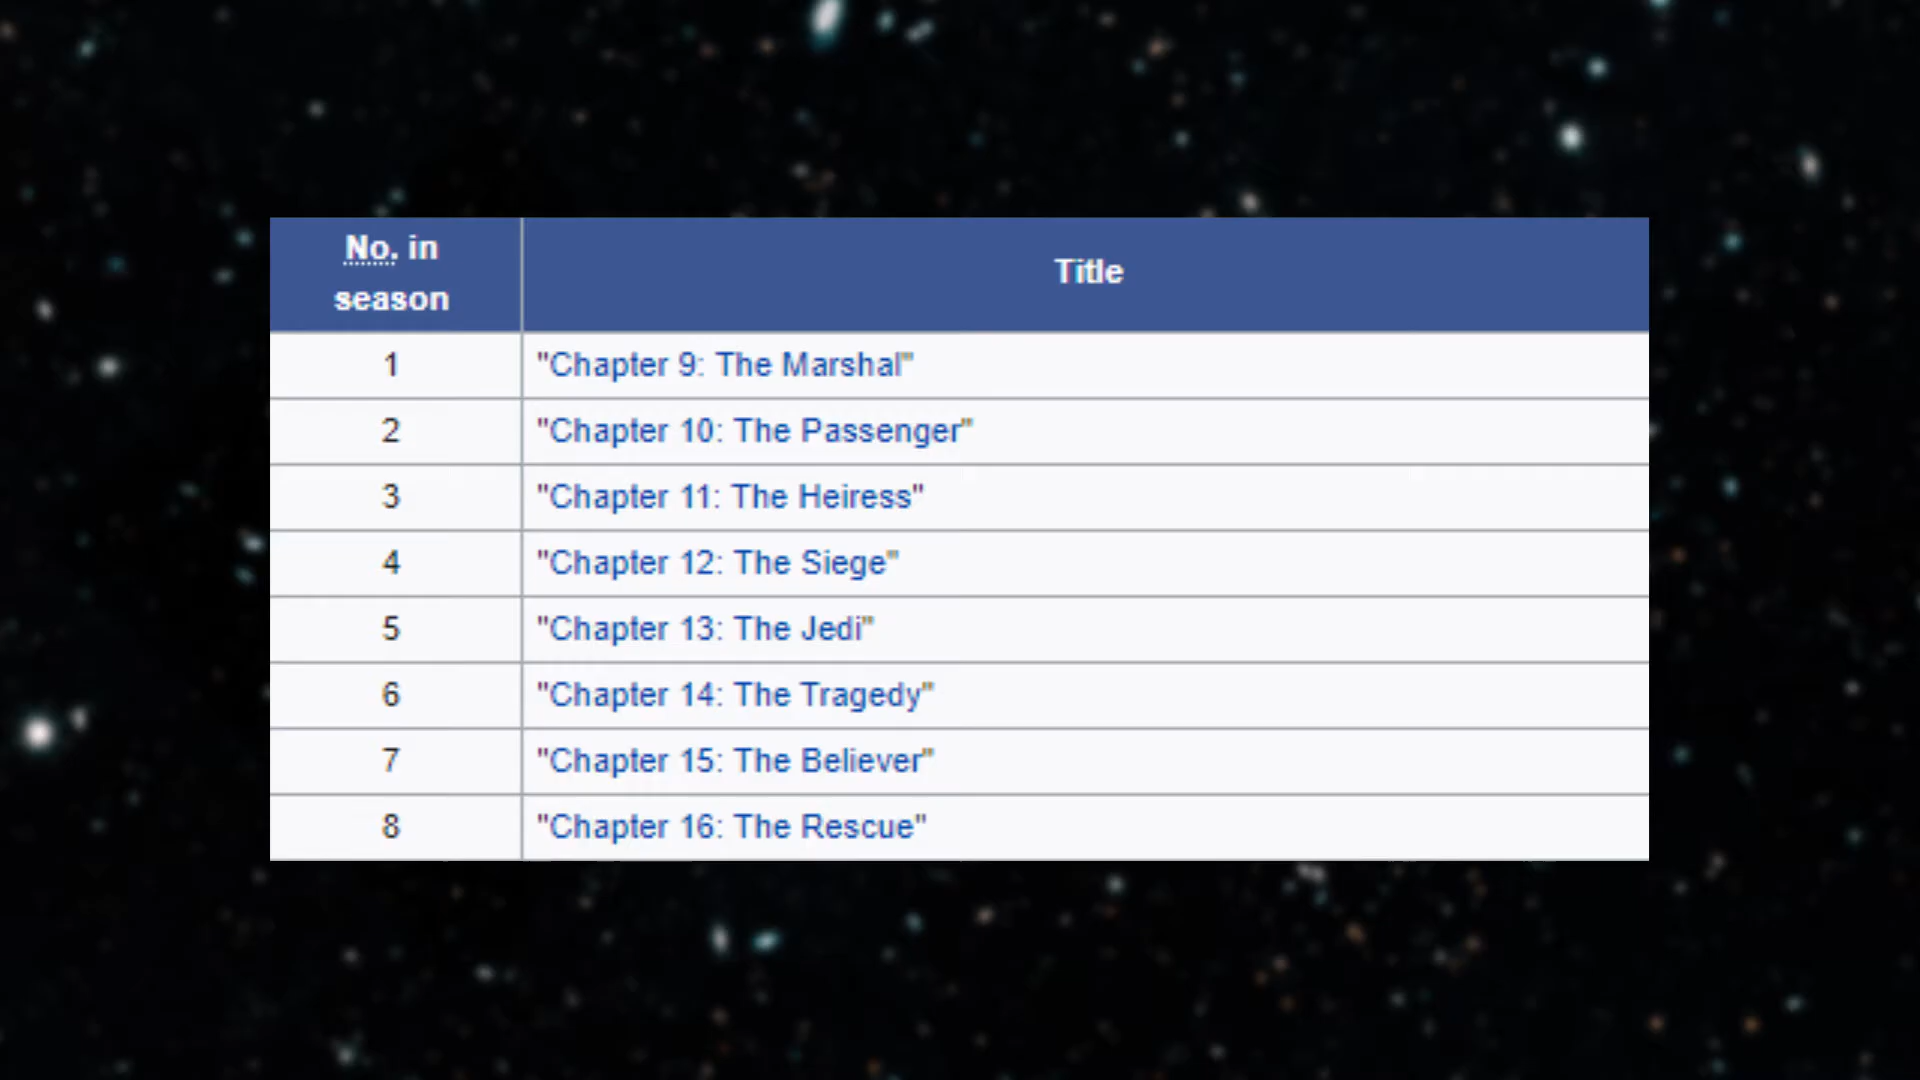 No. in
season
Title
1 "Chapter 9: The Marshal"
2 "Chapter 10: The Passenger"
3 "Chapter 11: The Heiress"
4 "Chapter 12: The Siege"
5 "Chapter 13: The Jedi"
6 "Chapter 14: The Tragedy"
7 "Chapter 15: The Believer"
8 "Chapter 16: The Rescue"